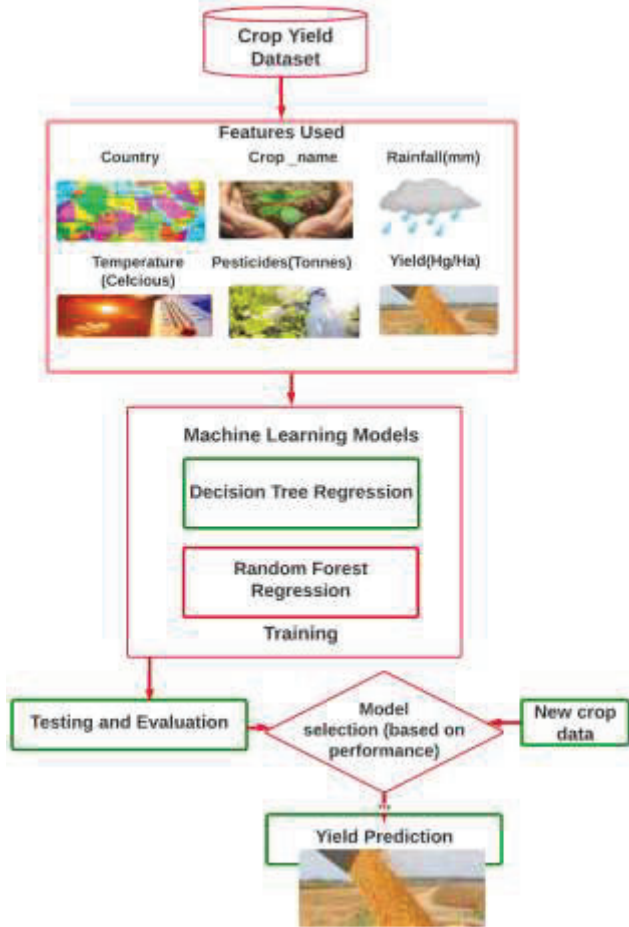 Crop Yield
Dataset
Features Used
Country
Crop _name
Rainfall(mm)
Temperature
(Celcious)
Pesticides(Tonnes)
Yield(Hg/Ha)
Machine Learning Models
Decision Tree Regression
Random Forest
Regression
Training
Testing and Evaluation
Model
selection (based on
performance)
New crop
data
Yield Prediction